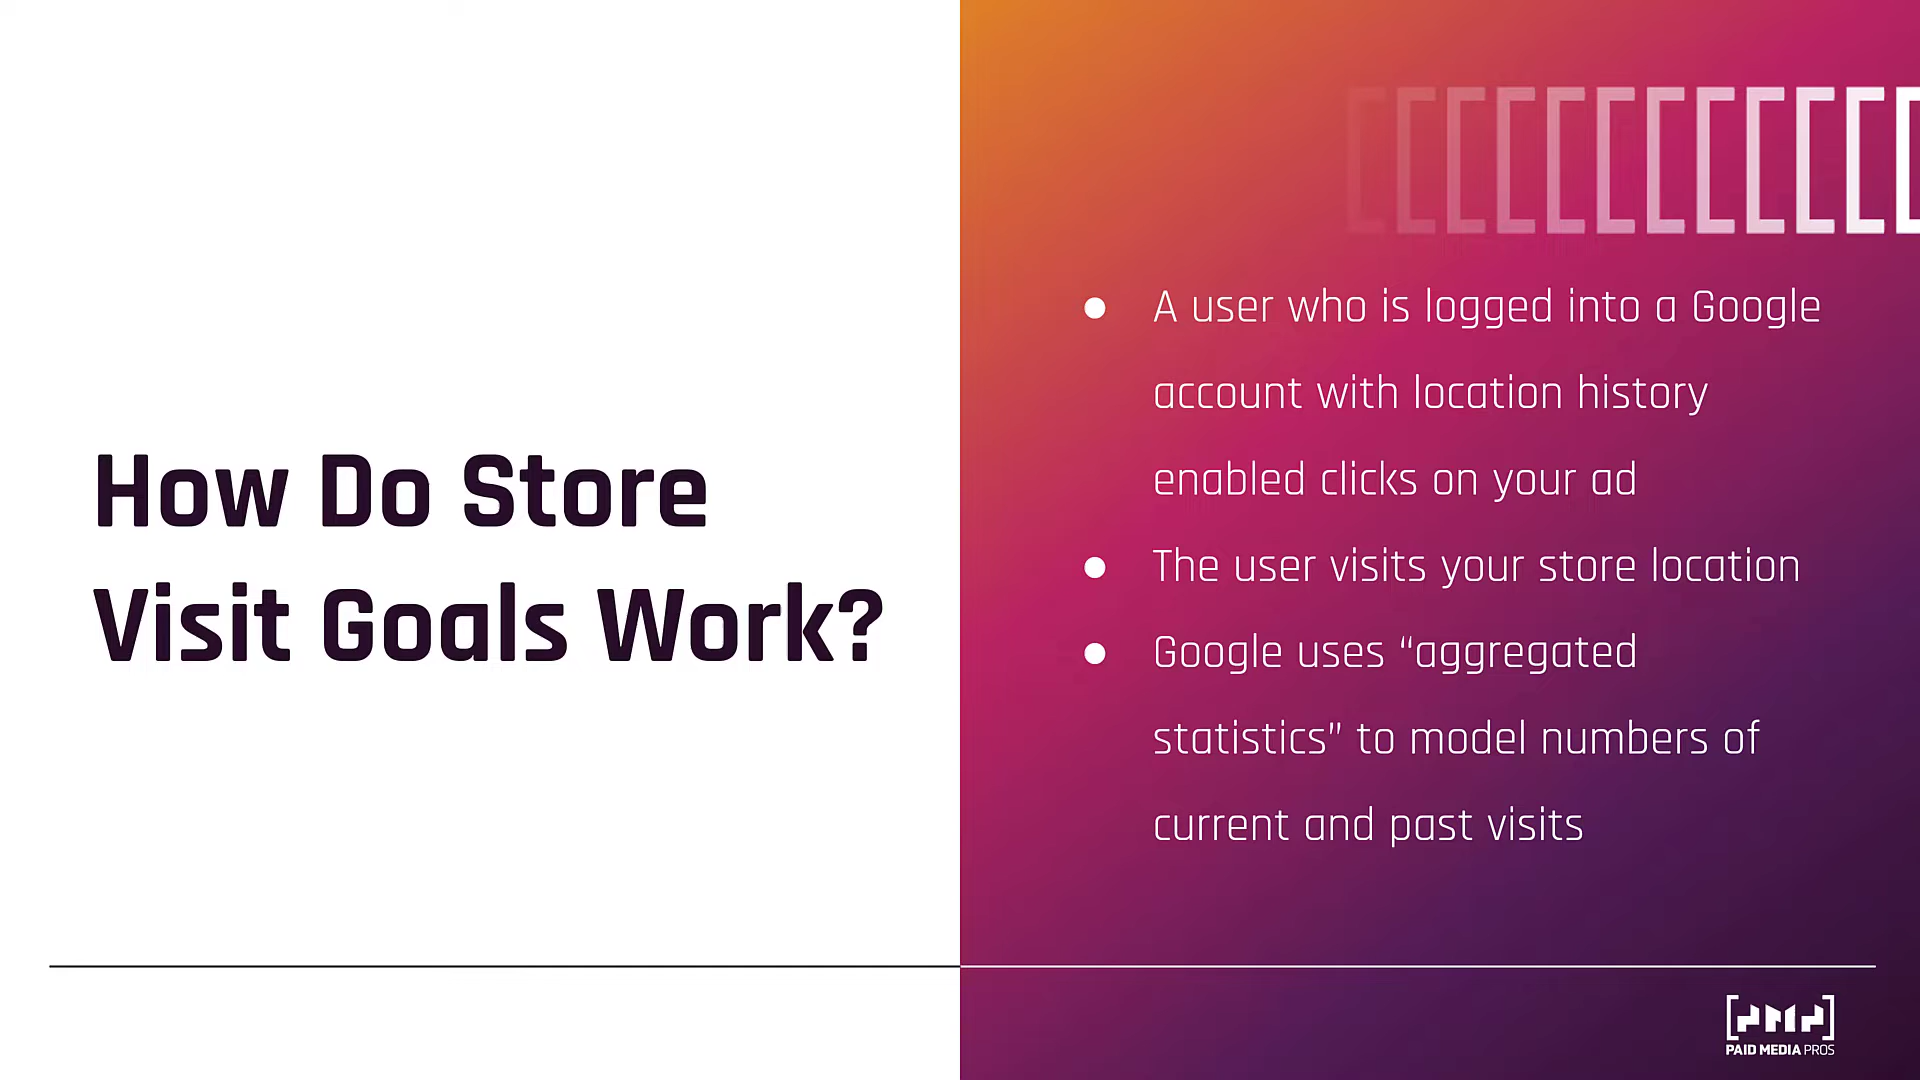 How Do Store
Visit Goals Work?
● A user who is logged into a Google
account with location history
enabled clicks on your ad
● The user visits your store location
● Google uses “aggregated
statistics” to model numbers of
current and past visits
[PMP]
PAID MEDIA PROS